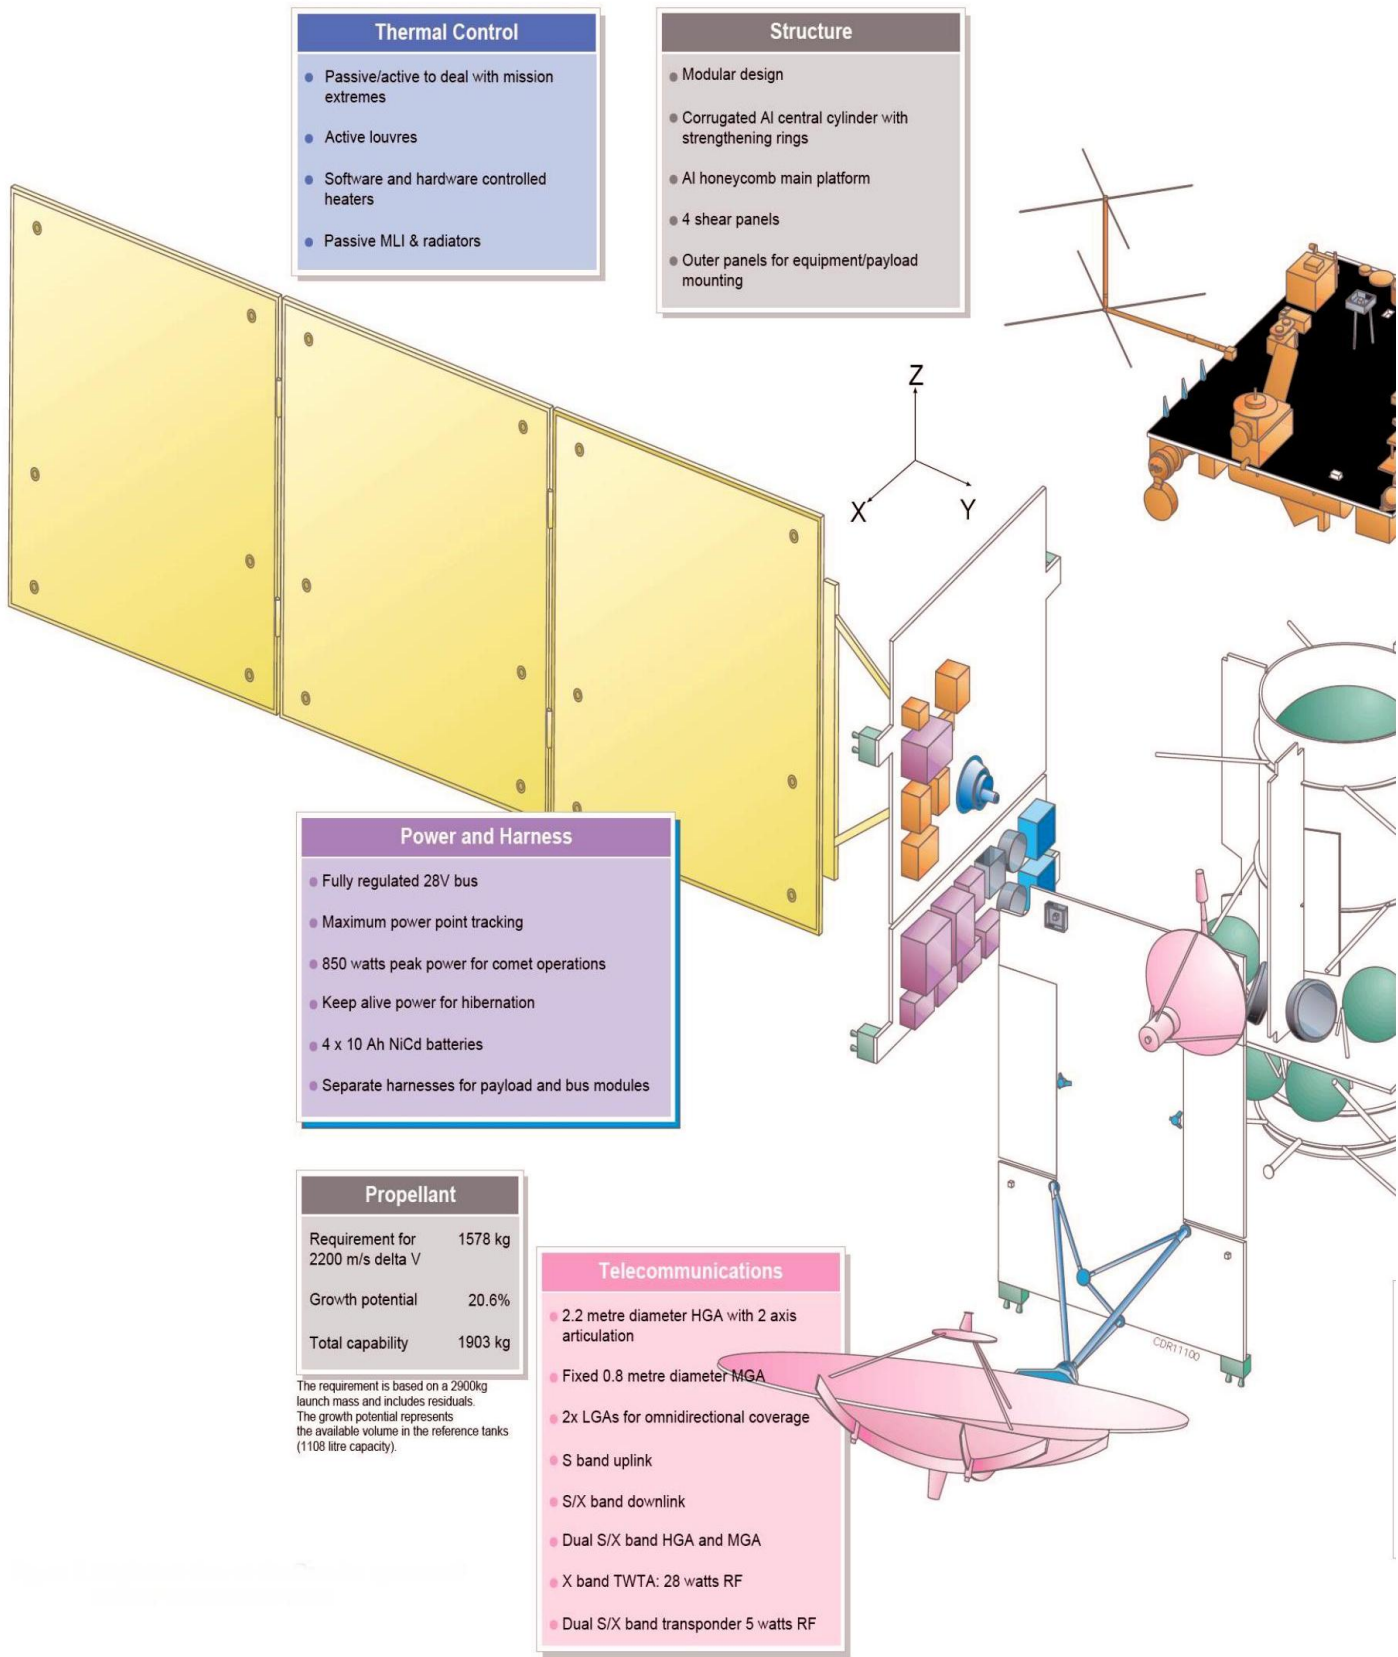 Thermal Control
Passive/active to deal with mission
extremes
Active louvres
Software and hardware controlled
heaters
Passive MLI & radiators
Structure
Modular design
Corrugated Al central cylinder with
strengthening rings
Al honeycomb main platform
4 shear panels
Outer panels for equipment/payload
mounting
Z
X
Y
Power and Harness
Fully regulated 28V bus
Maximum power point tracking
850 watts peak power for comet operations
Keep alive power for hibernation
4 x 10 Ah NiCd batteries
Separate harnesses for payload and bus modules
Propellant
Requirement for 1578 kg
2200 m/s delta V
Growth potential 20.6%
Total capability 1903 kg
The requirement is based on a 2900kg
launch mass and includes residuals.
The growth potential represents
the available volume in the reference tanks
(1108 litre capacity).
Telecommunications
2.2 metre diameter HGA with 2 axis
articulation
Fixed 0.8 metre diameter MGA
2x LGAs for omnidirectional coverage
S band uplink
S/X band downlink
Dual S/X band HGA and MGA
X band TWTA: 28 watts RF
Dual S/X band transponder 5 watts RF
CDR11100